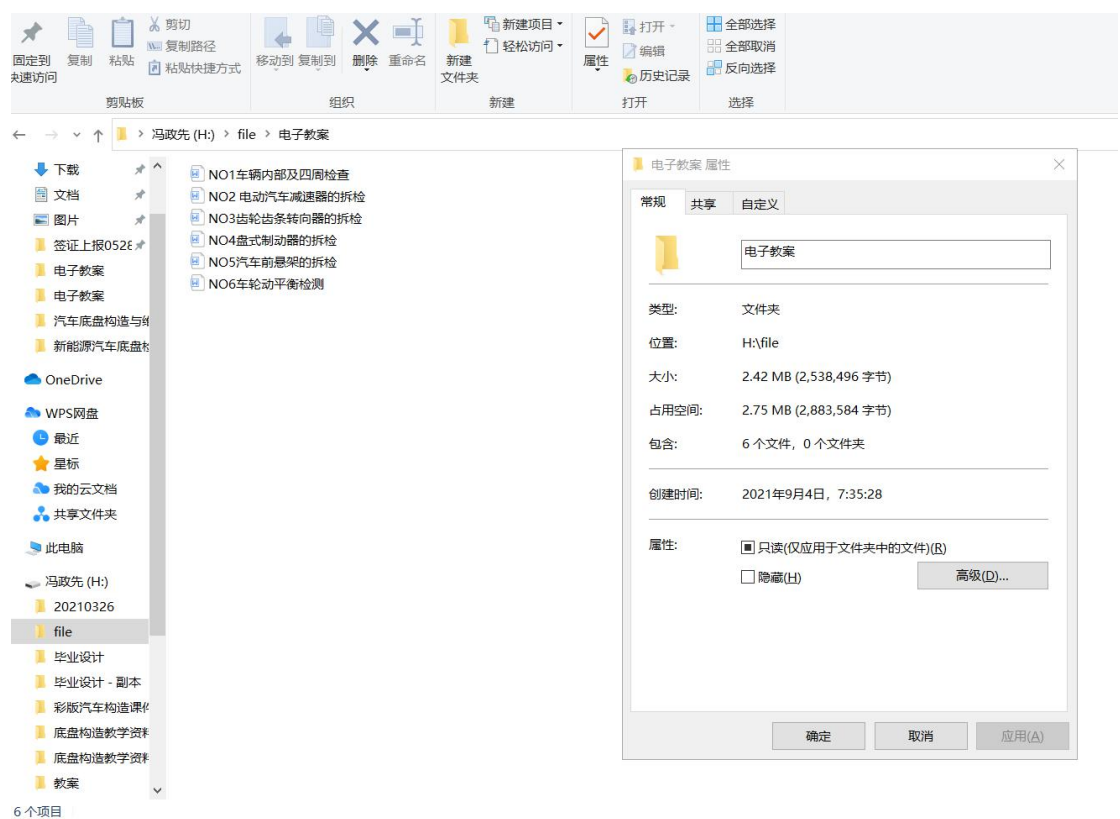 剪切
复制路径
粘贴快捷方式
固定到
快速访问
复制
粘贴
剪贴板
移动到 复制到 删除 重命名
组织
新建项目
轻松访问
新建
文件夹
新建
属性
打开
编辑
历史记录
打开
全部选择
全部取消
反向选择
选择
冯政先 (H:) › file › 电子教案
下载
文档
图片
签证上报0528
电子教案
电子教案
汽车底盘构造与维
新能源汽车底盘检
OneDrive
WPS网盘
最近
星标
我的云文档
共享文件夹
此电脑
冯政先 (H:)
20210326
file
毕业设计
毕业设计 - 副本
彩版汽车构造课件
底盘构造教学资料
底盘构造教学资料
教案
6 个项目
NO1车辆内部及四周检查
NO2 电动汽车减速器的拆检
NO3齿轮齿条转向器的拆检
NO4盘式制动器的拆检
NO5汽车前悬架的拆检
NO6车轮动平衡检测
电子教案 属性
常规 共享 自定义
电子教案
类型: 文件夹
位置: H:\file
大小: 2.42 MB (2,538,496 字节)
占用空间: 2.75 MB (2,883,584 字节)
包含: 6 个文件，0 个文件夹
创建时间: 2021年9月4日，7:35:28
属性: 只读(仅应用于文件夹中的文件)(R)
隐藏(H) 高级(D)...
确定 取消 应用(A)